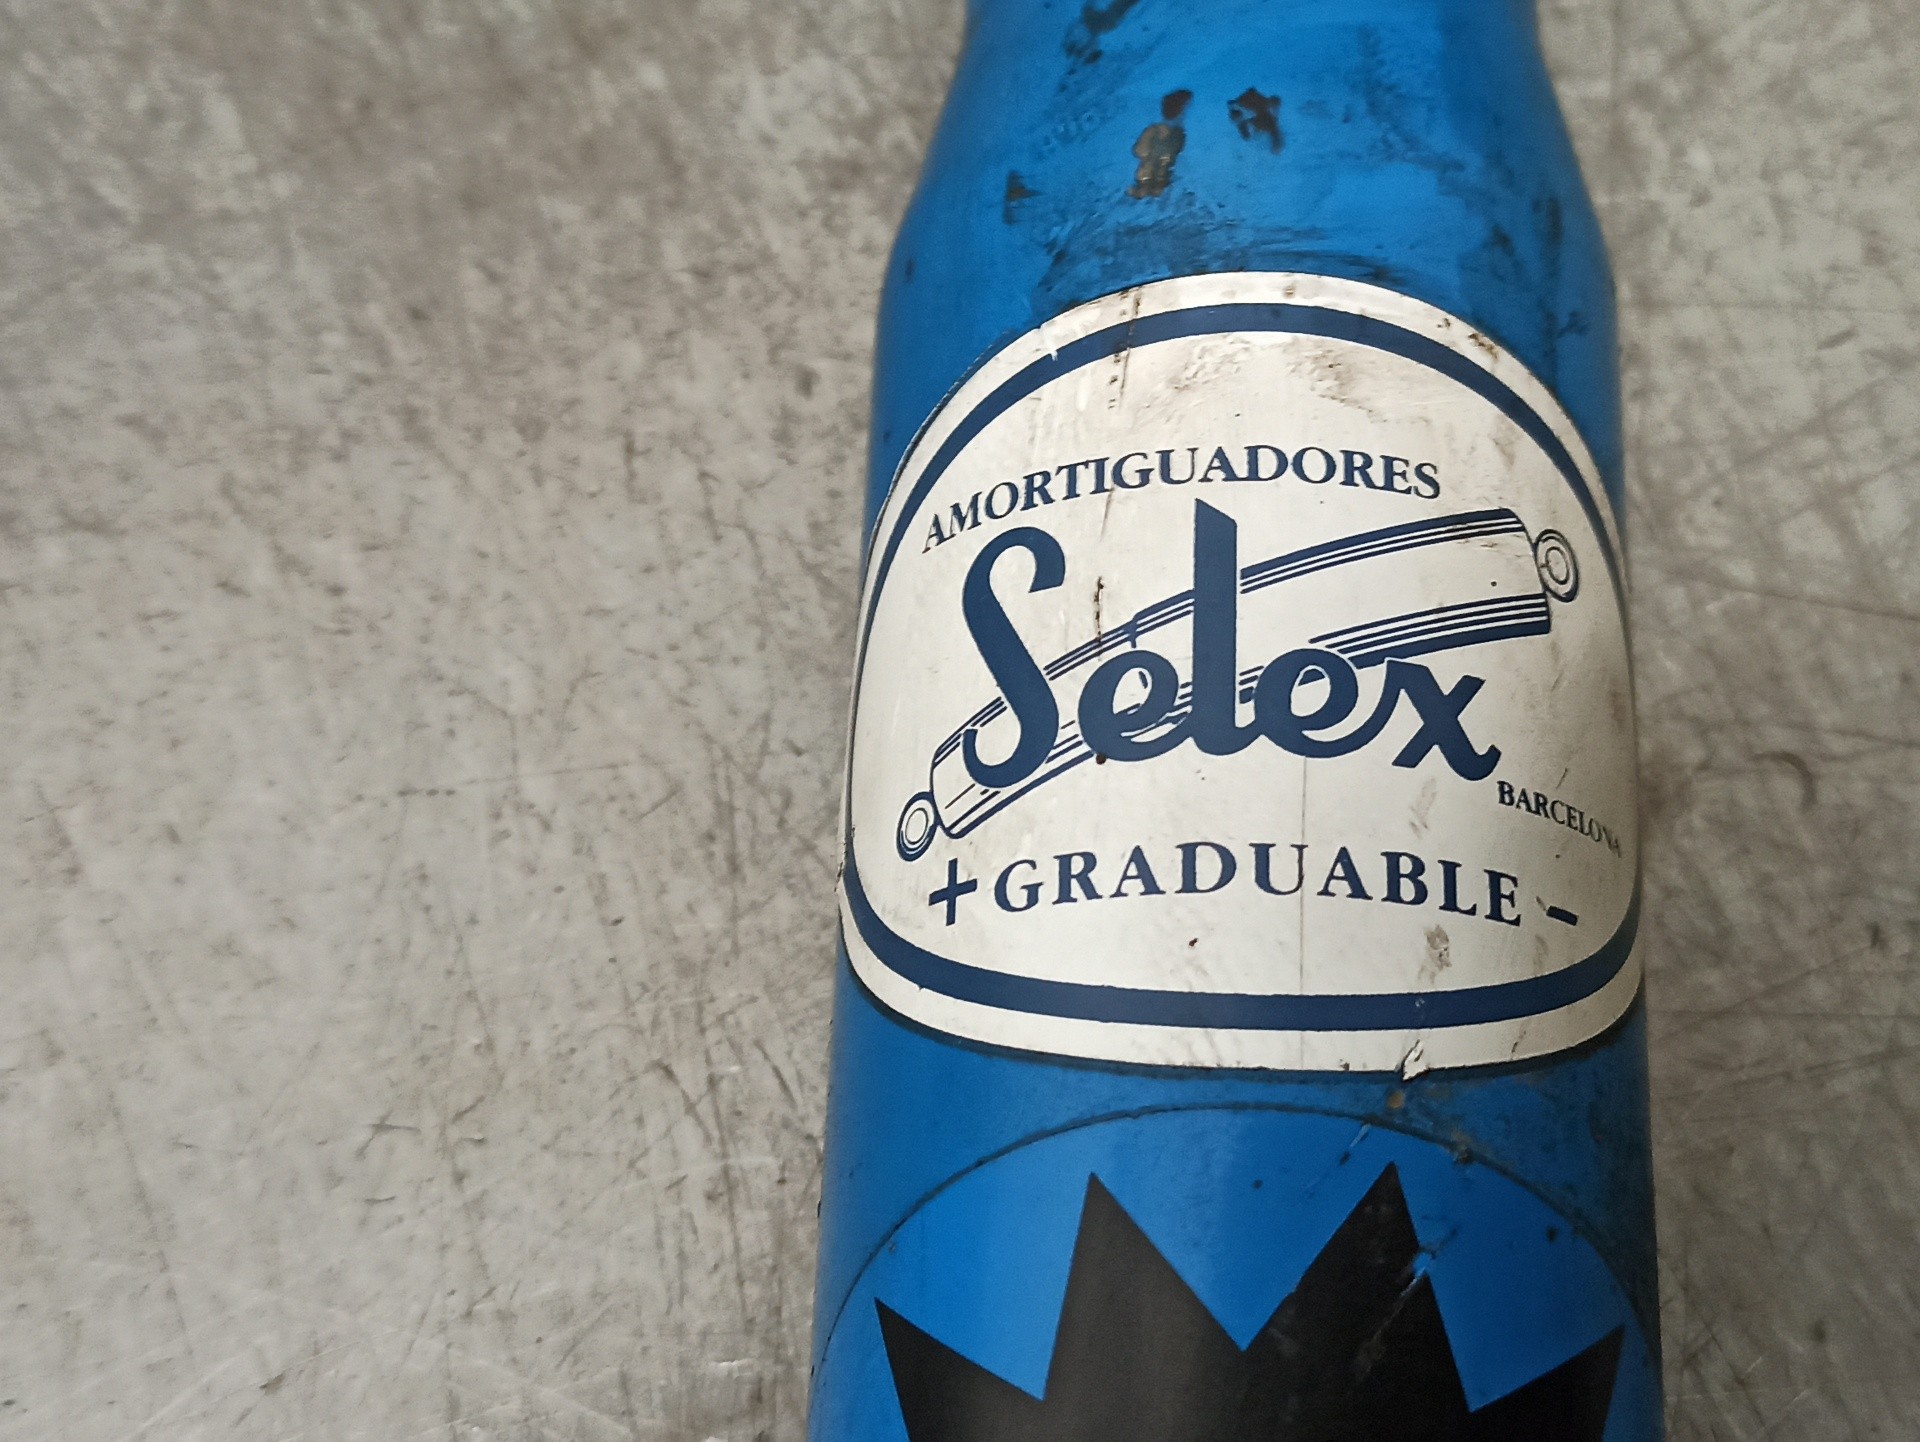 AMORTIGUADORES
Selex
BARCELONA
+ GRADUABLE -